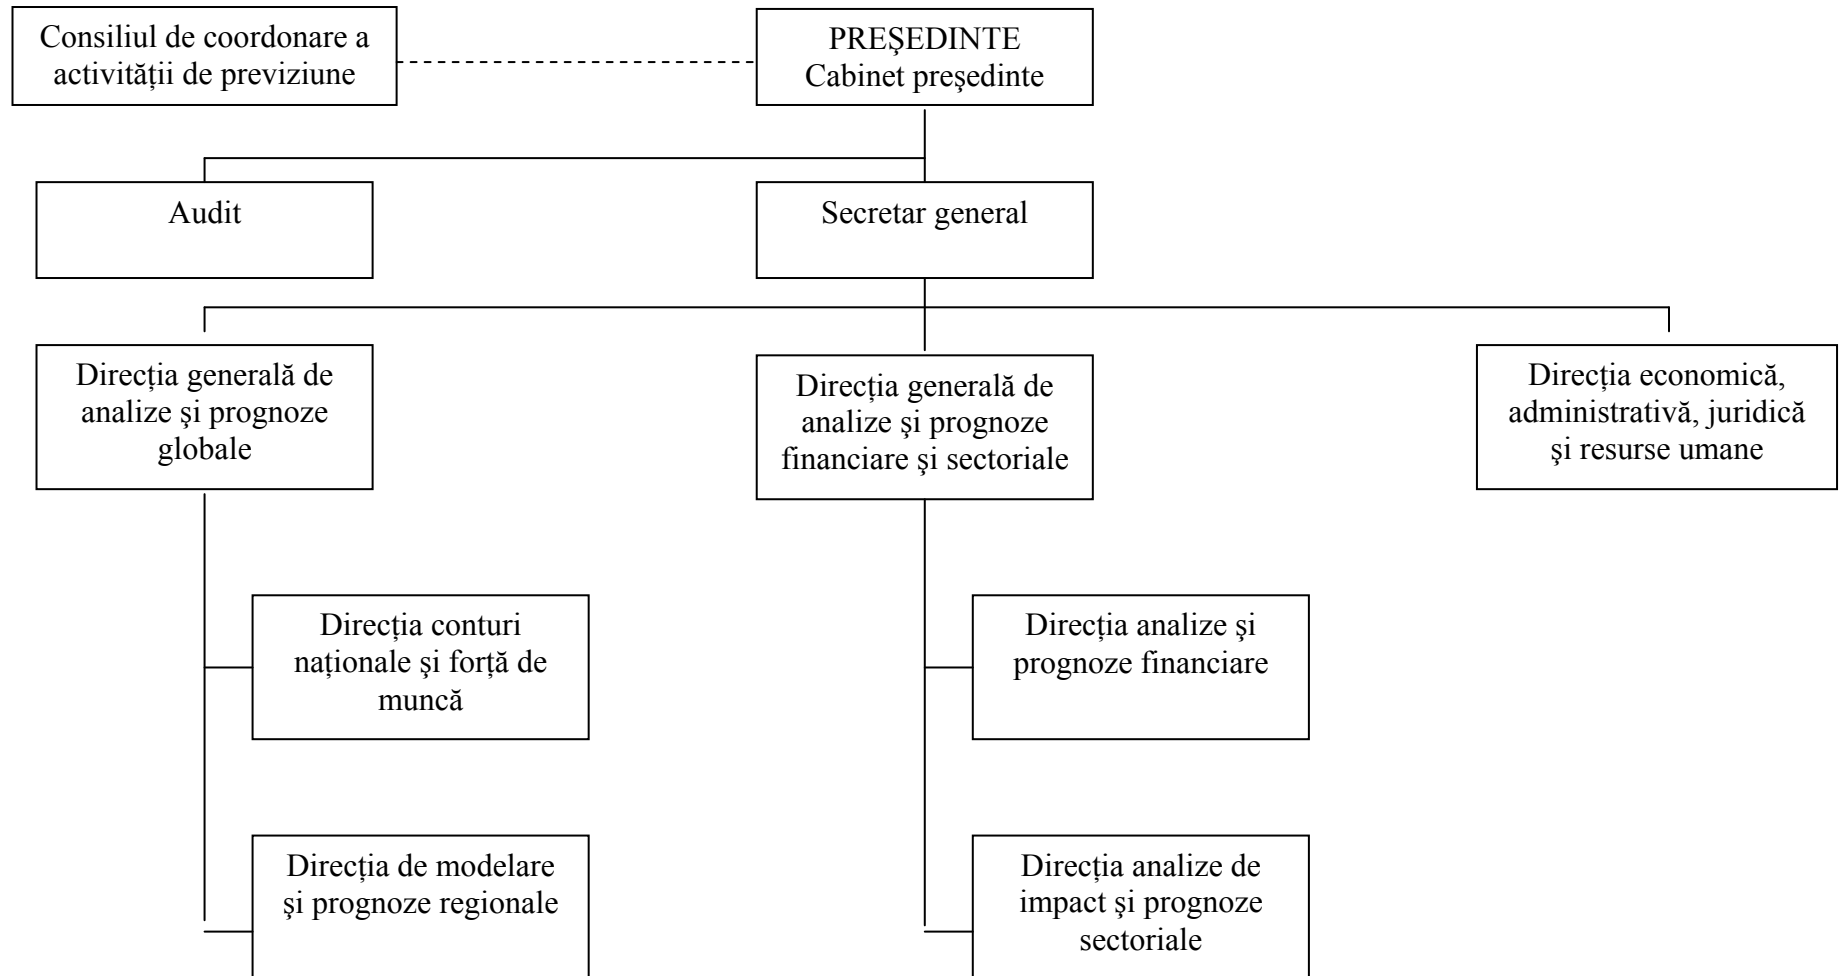 Consiliul de coordonare a
activității de previziune
PREŞEDINTE
Cabinet preşedinte
Audit
Secretar general
Direcția generală de
analize şi prognoze
globale
Direcția generală de
analize şi prognoze
financiare şi sectoriale
Direcția economică,
administrativă, juridică
şi resurse umane
Direcția conturi
naționale şi forță de
muncă
Direcția analize şi
prognoze financiare
Direcția de modelare
şi prognoze regionale
Direcția analize de
impact şi prognoze
sectoriale